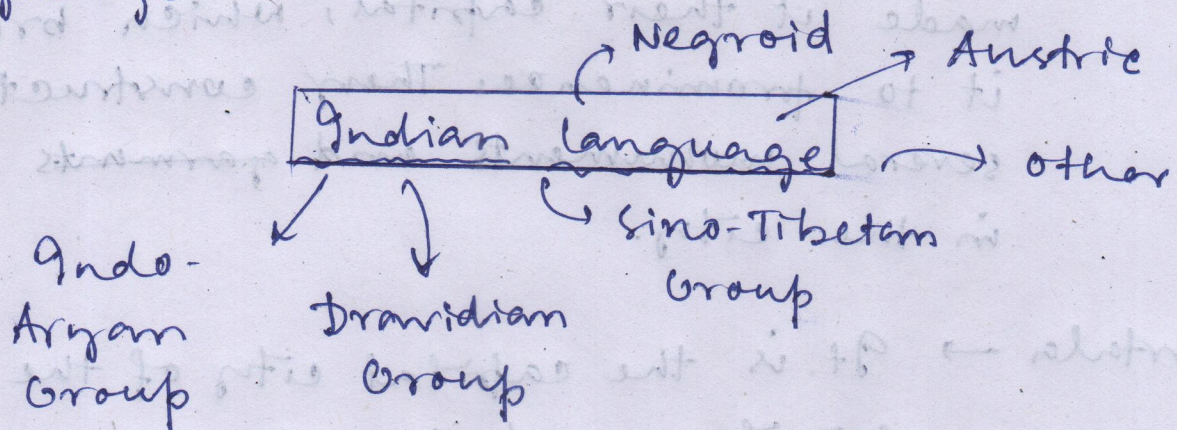 Negroid
Austric
Indian language
Other
Sino-Tibetan
Group
Indo-
Aryan
Group
Dravidian
Group